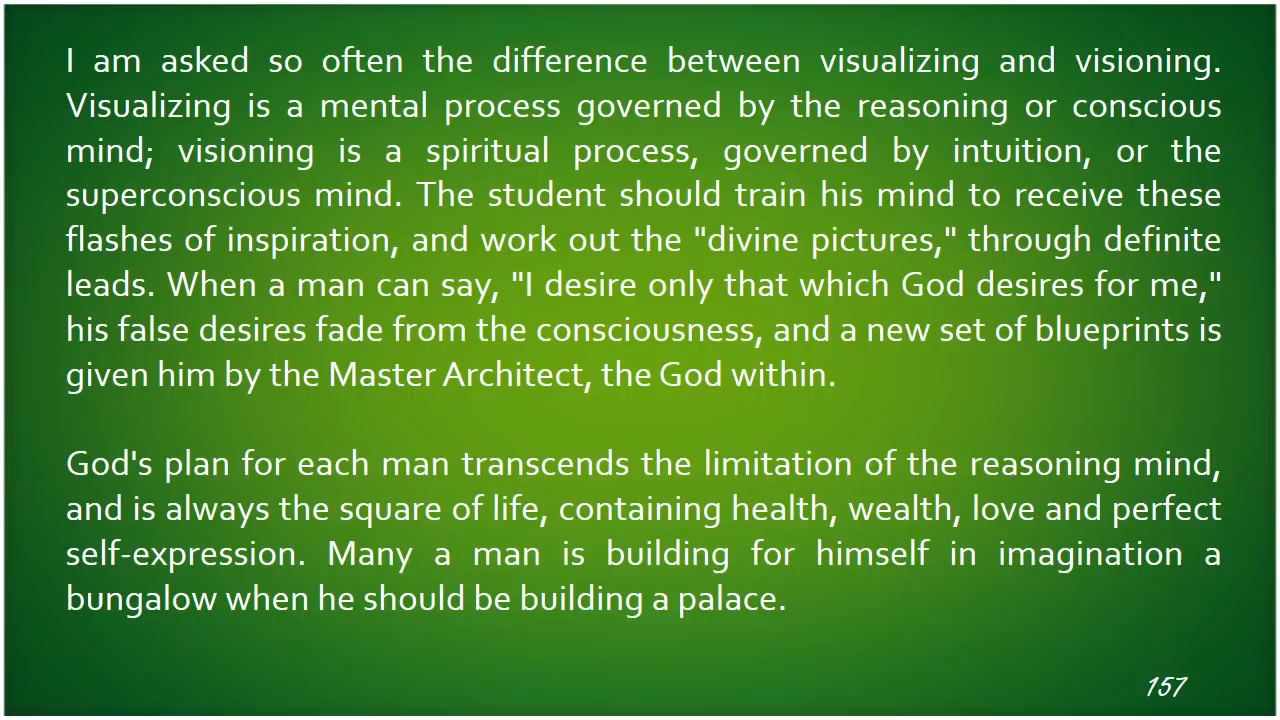 I am asked so often the difference between visualizing and visioning.
Visualizing is a mental process governed by the reasoning or conscious
mind; visioning is a spiritual process, governed by intuition, or the
superconscious mind. The student should train his mind to receive these
flashes of inspiration, and work out the "divine pictures," through definite
leads. When a man can say, "I desire only that which God desires for me,"
his false desires fade from the consciousness, and a new set of blueprints is
given him by the Master Architect, the God within.
God's plan for each man transcends the limitation of the reasoning mind,
and is always the square of life, containing health, wealth, love and perfect
self-expression. Many a man is building for himself in imagination a
bungalow when he should be building a palace.
157